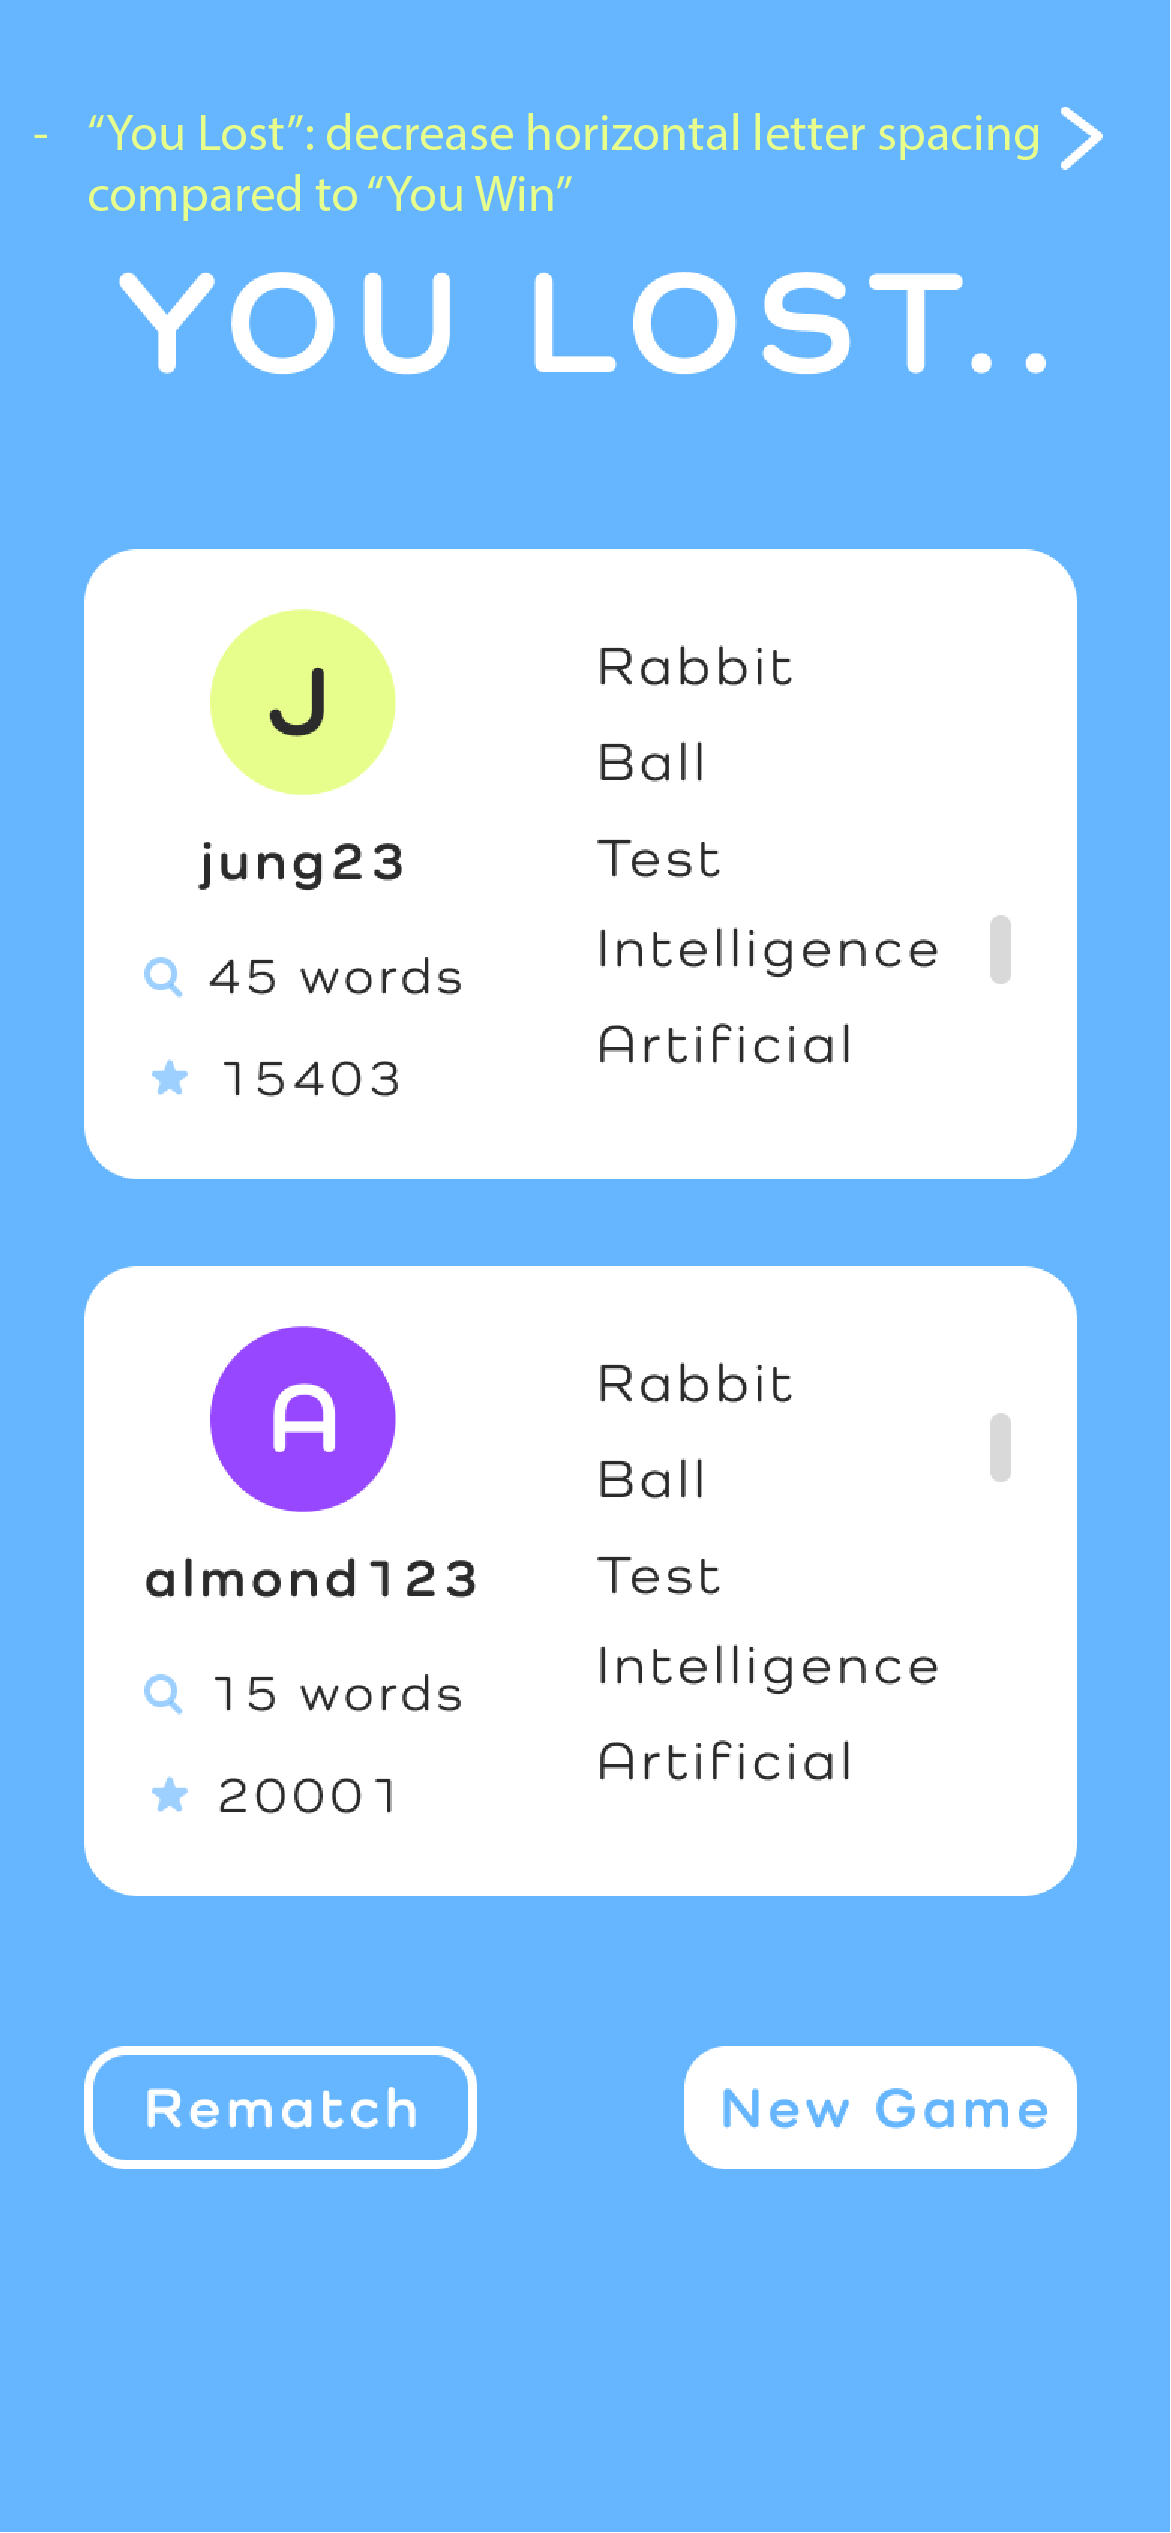 - “You Lost”: decrease horizontal letter spacing
compared to “You Win”
YOU LOST..
J
jung23
45 words
15403
Rabbit
Ball
Test
Intelligence
Artificial
A
almond123
15 words
20001
Rabbit
Ball
Test
Intelligence
Artificial
Rematch
New Game